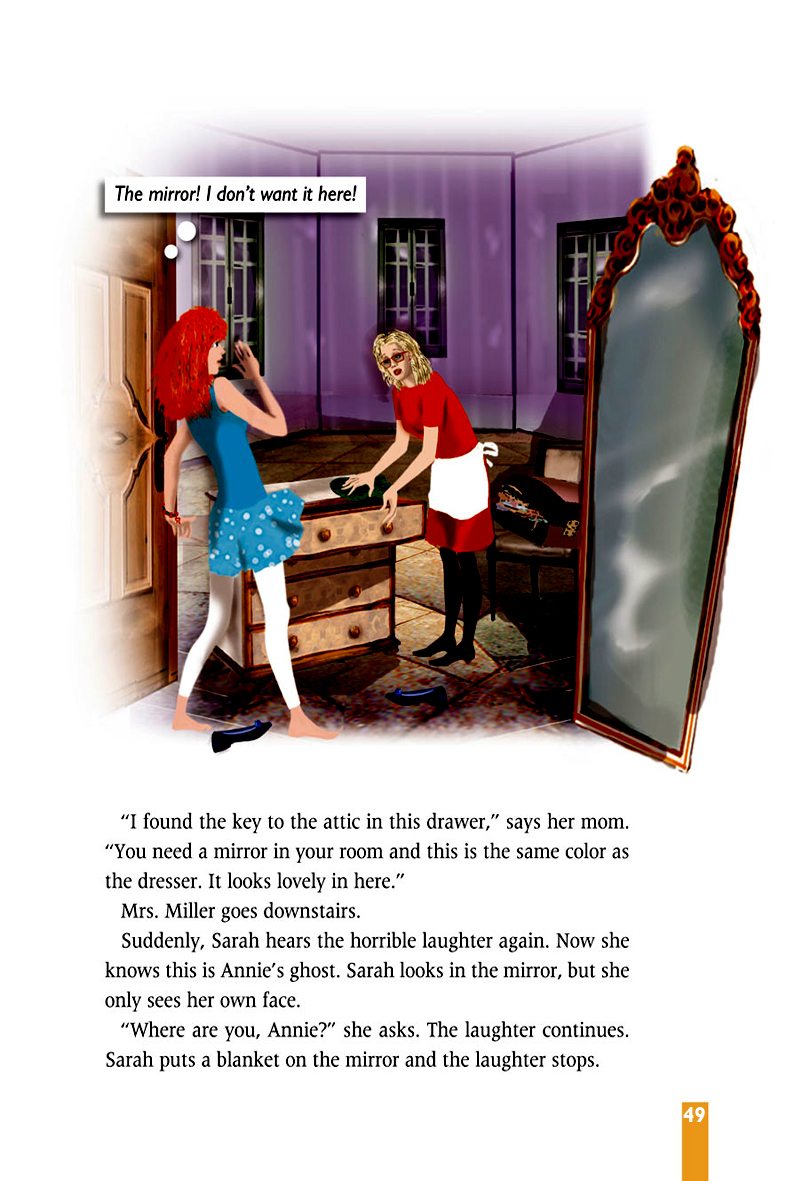 The mirror! I don't want it here!
“I found the key to the attic in this drawer,” says her mom.
“You need a mirror in your room and this is the same color as
the dresser. It looks lovely in here.”
Mrs. Miller goes downstairs.
Suddenly, Sarah hears the horrible laughter again. Now she
knows this is Annie’s ghost. Sarah looks in the mirror, but she
only sees her own face.
“Where are you, Annie?” she asks. The laughter continues.
Sarah puts a blanket on the mirror and the laughter stops.
49